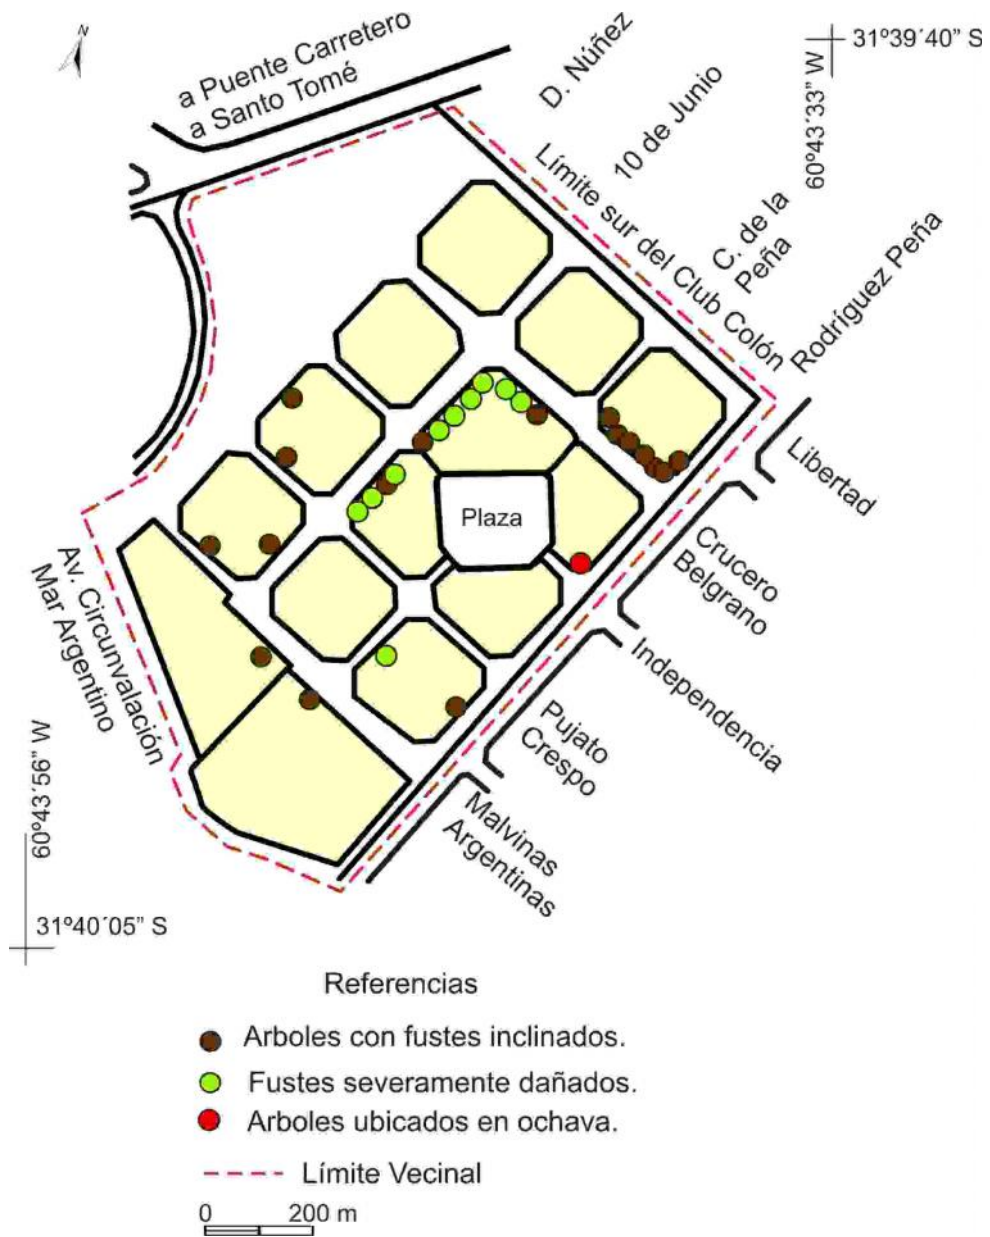 N
a Puente Carretero
a Santo Tomé
D. Núñez
10 de Junio
31º39´40" S
60º43´33" W
Límite sur del Club Colón
C. de la
Peña
Rodríguez Peña
Libertad
Plaza
Crucero
Belgrano
Independencia
Av. Circunvalación
Mar Argentino
Pujato
Crespo
Malvinas
Argentinas
60º43´56" W
31º40´05" S
Referencias
Arboles con fustes inclinados.
Fustes severamente dañados.
Arboles ubicados en ochava.
Límite Vecinal
0 200 m